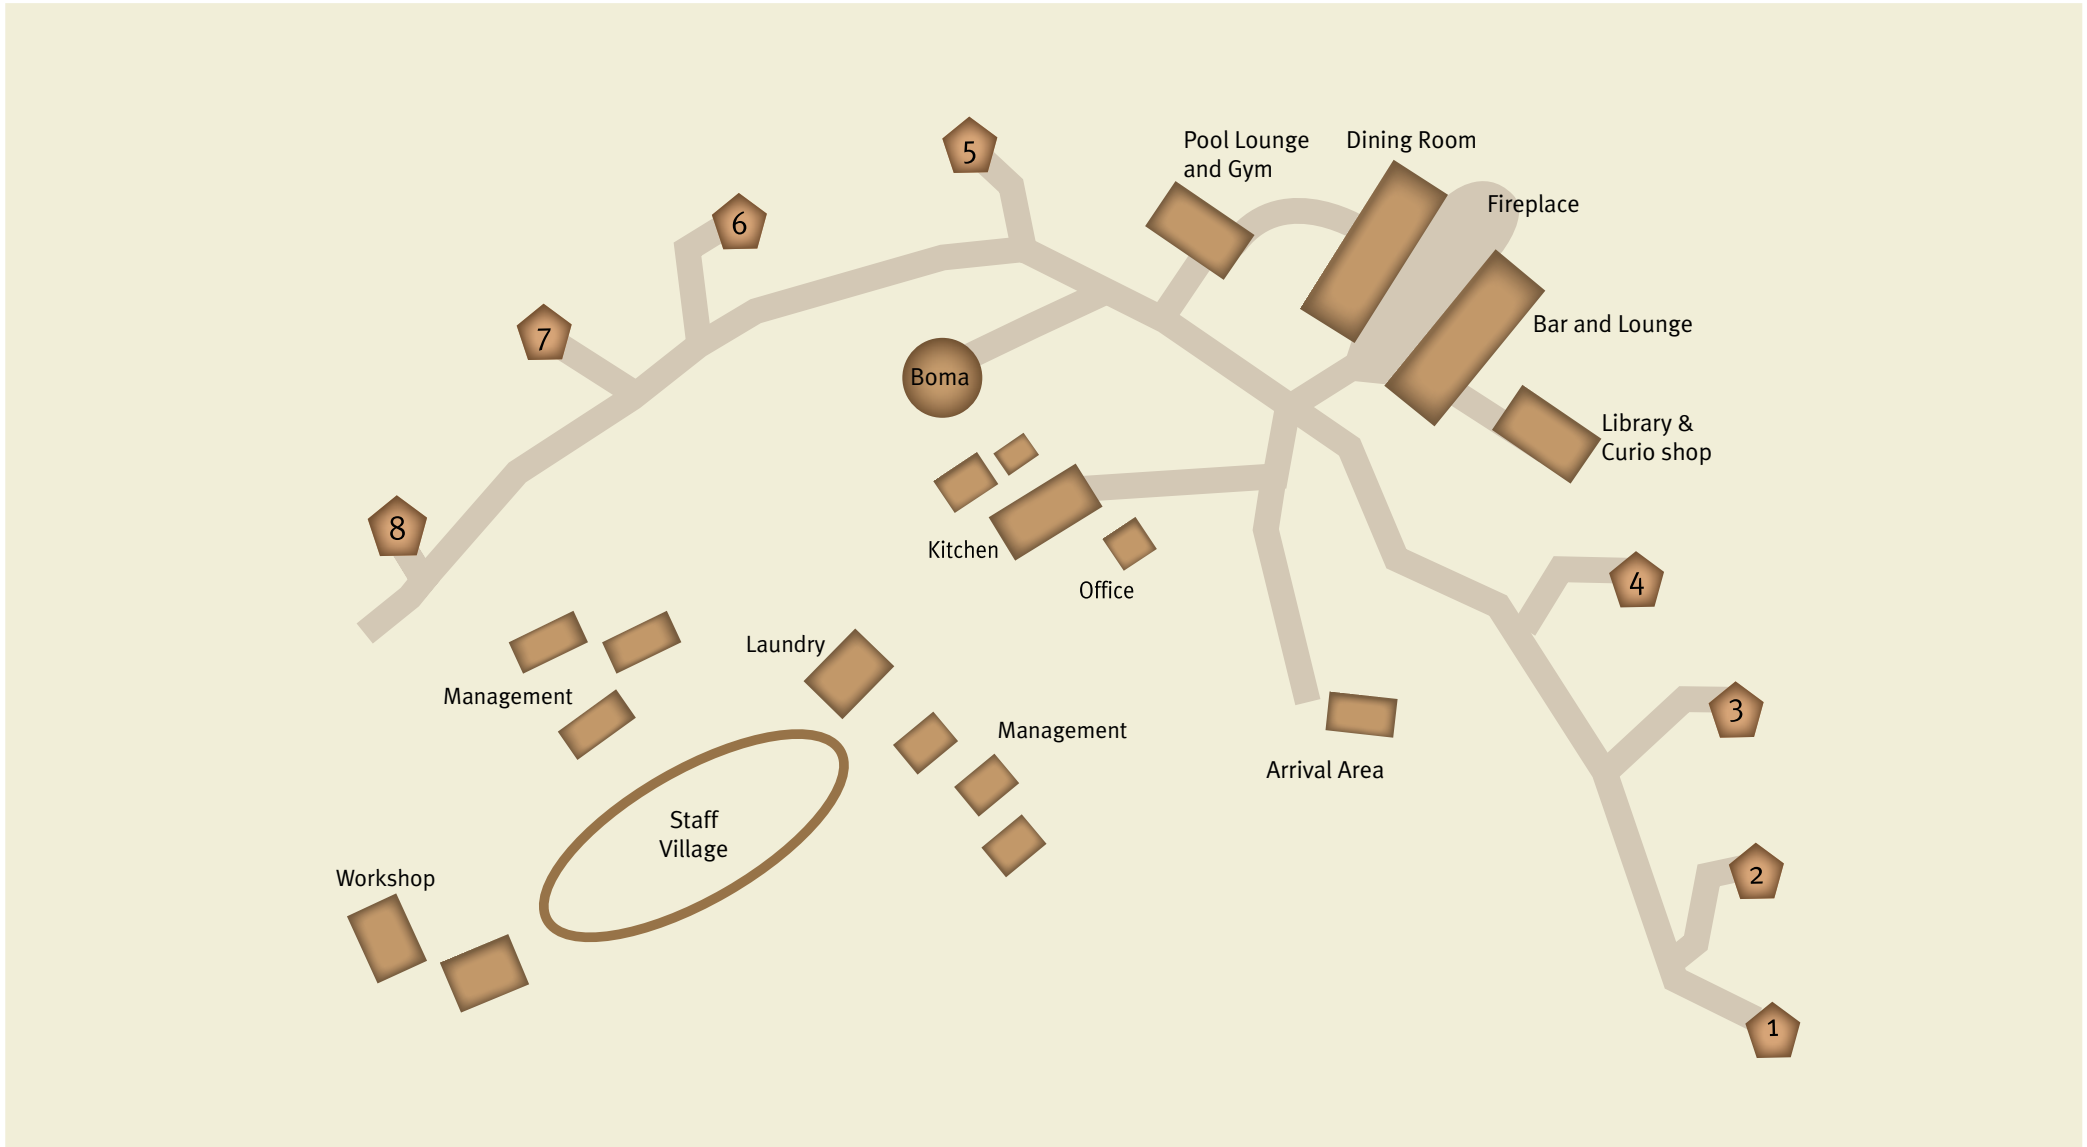 5
Pool Lounge
and Gym
Dining Room
Fireplace
6
7
Boma
Bar and Lounge
Library &
Curio shop
8
Kitchen
Office
4
Laundry
Management
3
Management
Arrival Area
Staff
Village
Workshop
2
1